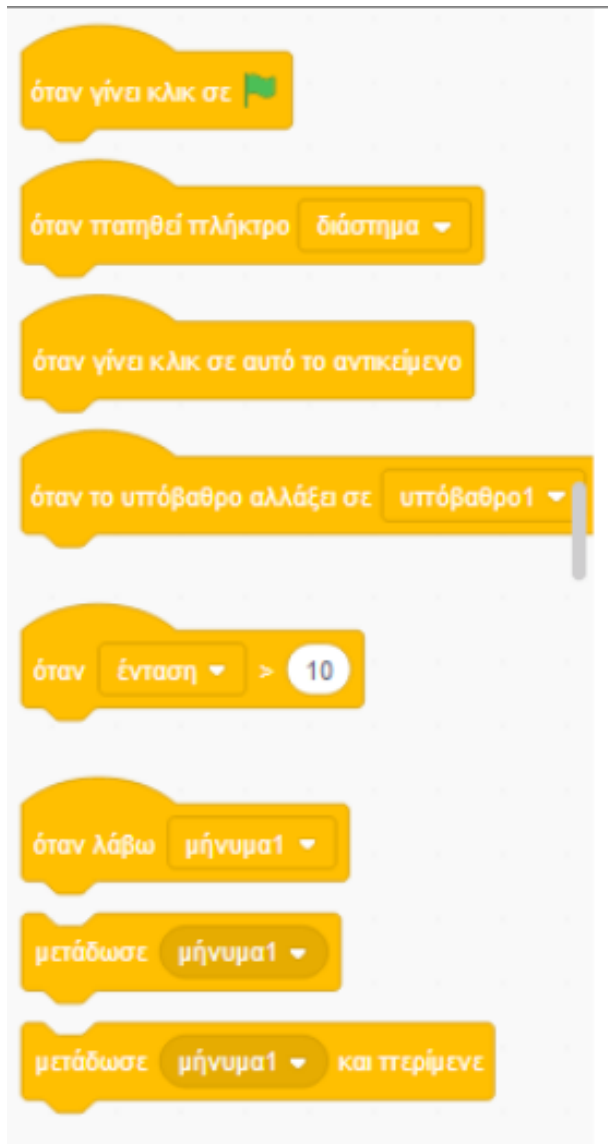 όταν γίνει κλικ σε
όταν πατηθεί πλήκτρο διάστημα
όταν γίνει κλικ σε αυτό το αντικείμενο
όταν το υπόβαθρο αλλάξει σε υπόβαθρο1
όταν ένταση > 10
όταν λάβω μήνυμα1
μετάδωσε μήνυμα1
μετάδωσε μήνυμα1 και περίμενε